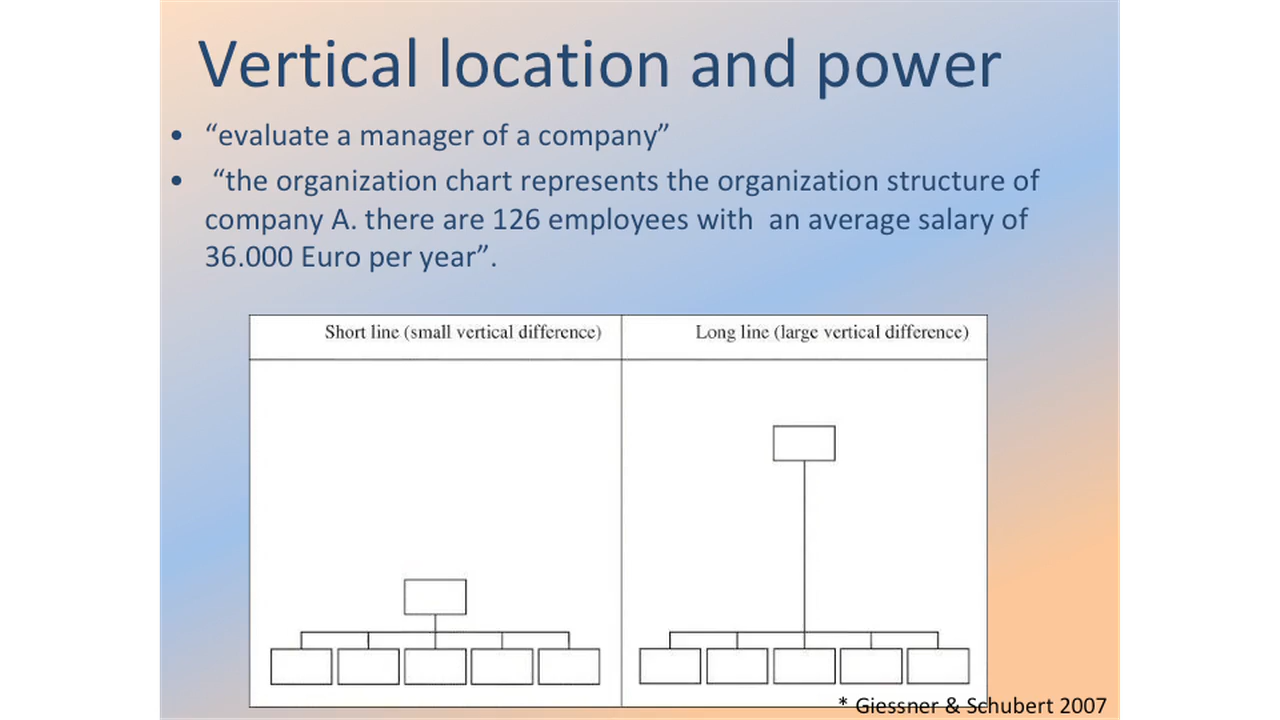 Vertical location and power
• “evaluate a manager of a company”
• “the organization chart represents the organization structure of
company A. there are 126 employees with  an average salary of
36.000 Euro per year”.
Short line (small vertical difference)
Long line (large vertical difference)
* Giessner & Schubert 2007